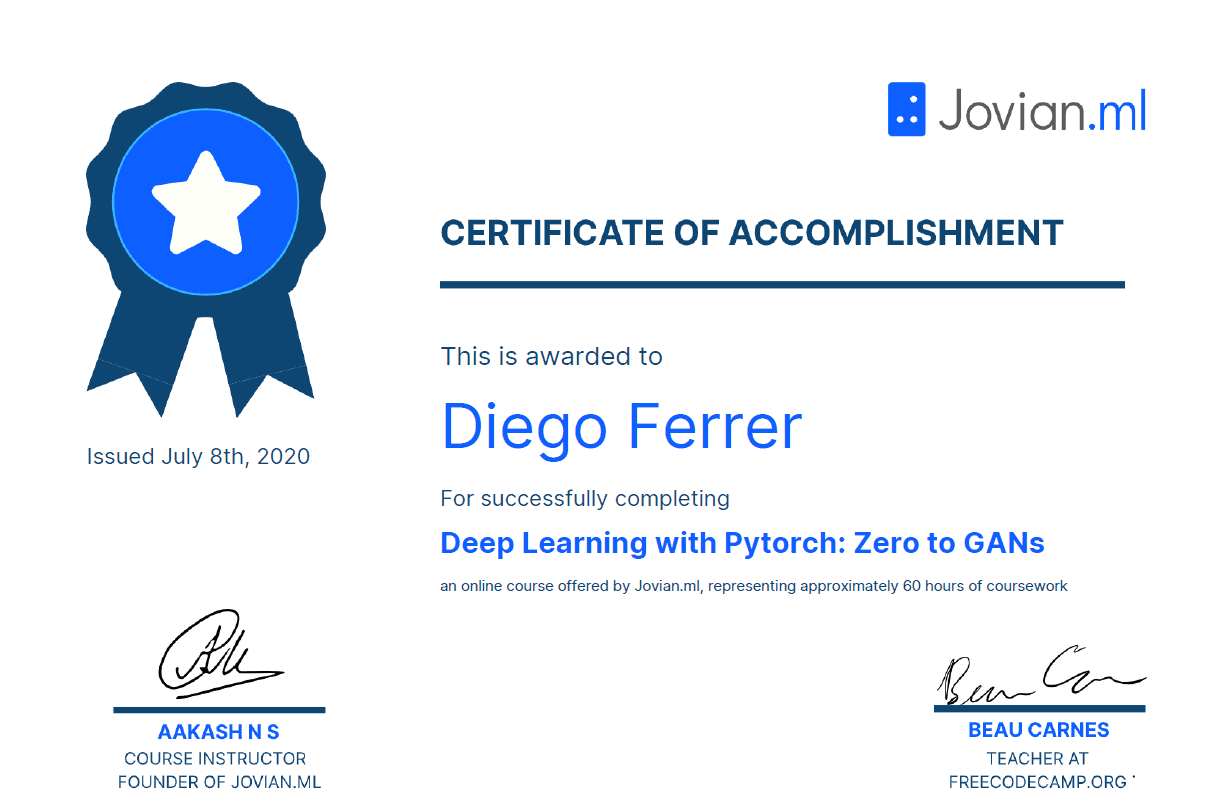 Jovian.ml
CERTIFICATE OF ACCOMPLISHMENT
This is awarded to
Diego Ferrer
Issued July 8th, 2020
For successfully completing
Deep Learning with Pytorch: Zero to GANs
an online course offered by Jovian.ml, representing approximately 60 hours of coursework
AAKASH N S
COURSE INSTRUCTOR
FOUNDER OF JOVIAN.ML
Beau Carnes
BEAU CARNES
TEACHER AT
FREECODECAMP.ORG